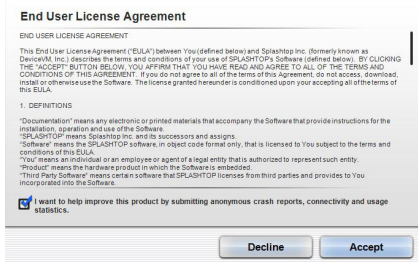 End User License Agreement
END USER LICENSE AGREEMENT
This End User License Agreement ("EULA") between You (defined below) and Splashtop Inc. (formerly known as
DeviceVM, Inc.) describes the terms and conditions of your use of SPLASHTOP's Software (defined below). BY CLICKING
THE "ACCEPT" BUTTON BELOW, YOU AFFIRM THAT YOU HAVE READ AND AGREE TO ALL OF THE TERMS AND
CONDITIONS OF THIS AGREEMENT. If you do not agree to all of the terms of this Agreement, do not access, download,
install or otherwise use the Software. The license granted hereunder is conditioned upon your accepting all of the terms of
this EULA.
1. DEFINITIONS
"Documentation" means any electronic or printed materials that accompany the Software that provide instructions for the
installation, operation and use of the Software.
"SPLASHTOP" means Splashtop Inc. and its successors and assigns.
"Software" means the SPLASHTOP software, in object code format only, that is licensed to You subject to the terms and
conditions of this EULA.
"You" means an individual or an employee or agent of a legal entity that is authorized to represent such entity.
"Product" means the hardware product in which the Software is embedded.
"Third Party Software" means certain software that SPLASHTOP licenses from third parties and provides to You
incorporated into the Software.
I want to help improve this product by submitting anonymous crash reports, connectivity and usage
statistics.
Decline
Accept